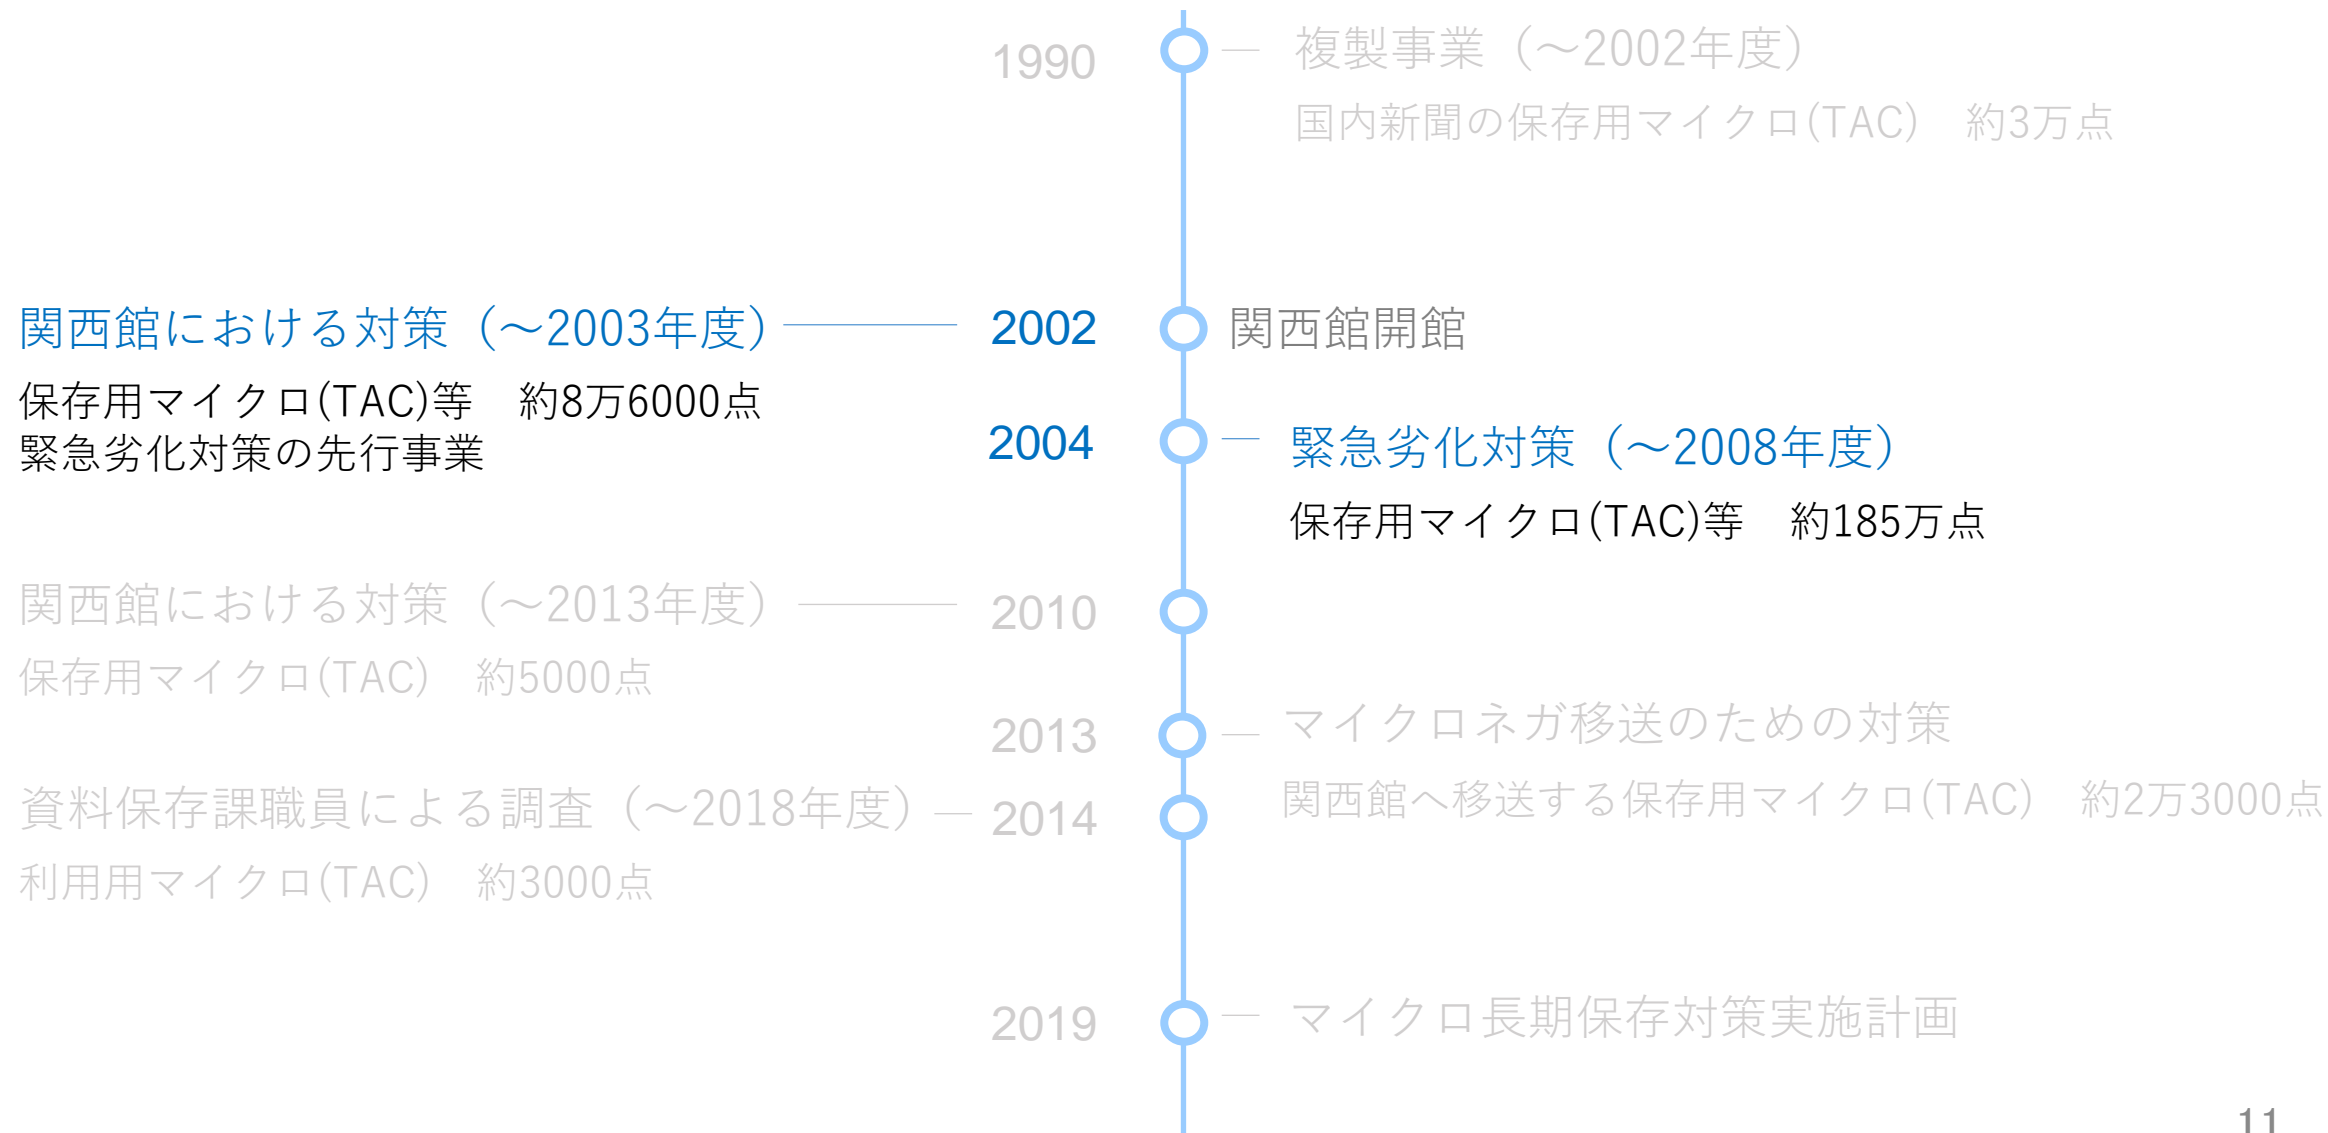 1990
複製事業（～2002年度）
国内新聞の保存用マイクロ(TAC)　約3万点
関西館における対策（～2003年度）
保存用マイクロ(TAC)等　約8万6000点
緊急劣化対策の先行事業
2002
関西館開館
2004
緊急劣化対策（～2008年度）
保存用マイクロ(TAC)等　約185万点
関西館における対策（～2013年度）
保存用マイクロ(TAC)　約5000点
2010
2013
マイクロネガ移送のための対策
関西館へ移送する保存用マイクロ(TAC)　約2万3000点
資料保存課職員による調査（～2018年度）
利用用マイクロ(TAC)　約3000点
2014
2019
マイクロ長期保存対策実施計画
11